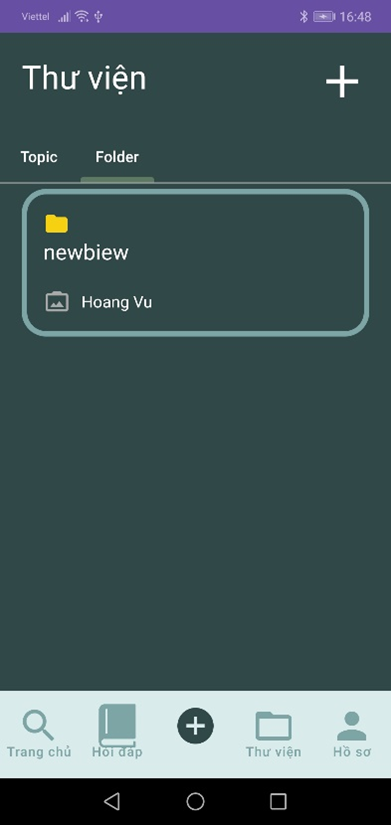 Viettel
16:48
Thư viện
Topic
Folder
newbiew
Hoang Vu
Trang chủ
Hỏi đáp
Thư viện
Hồ sơ